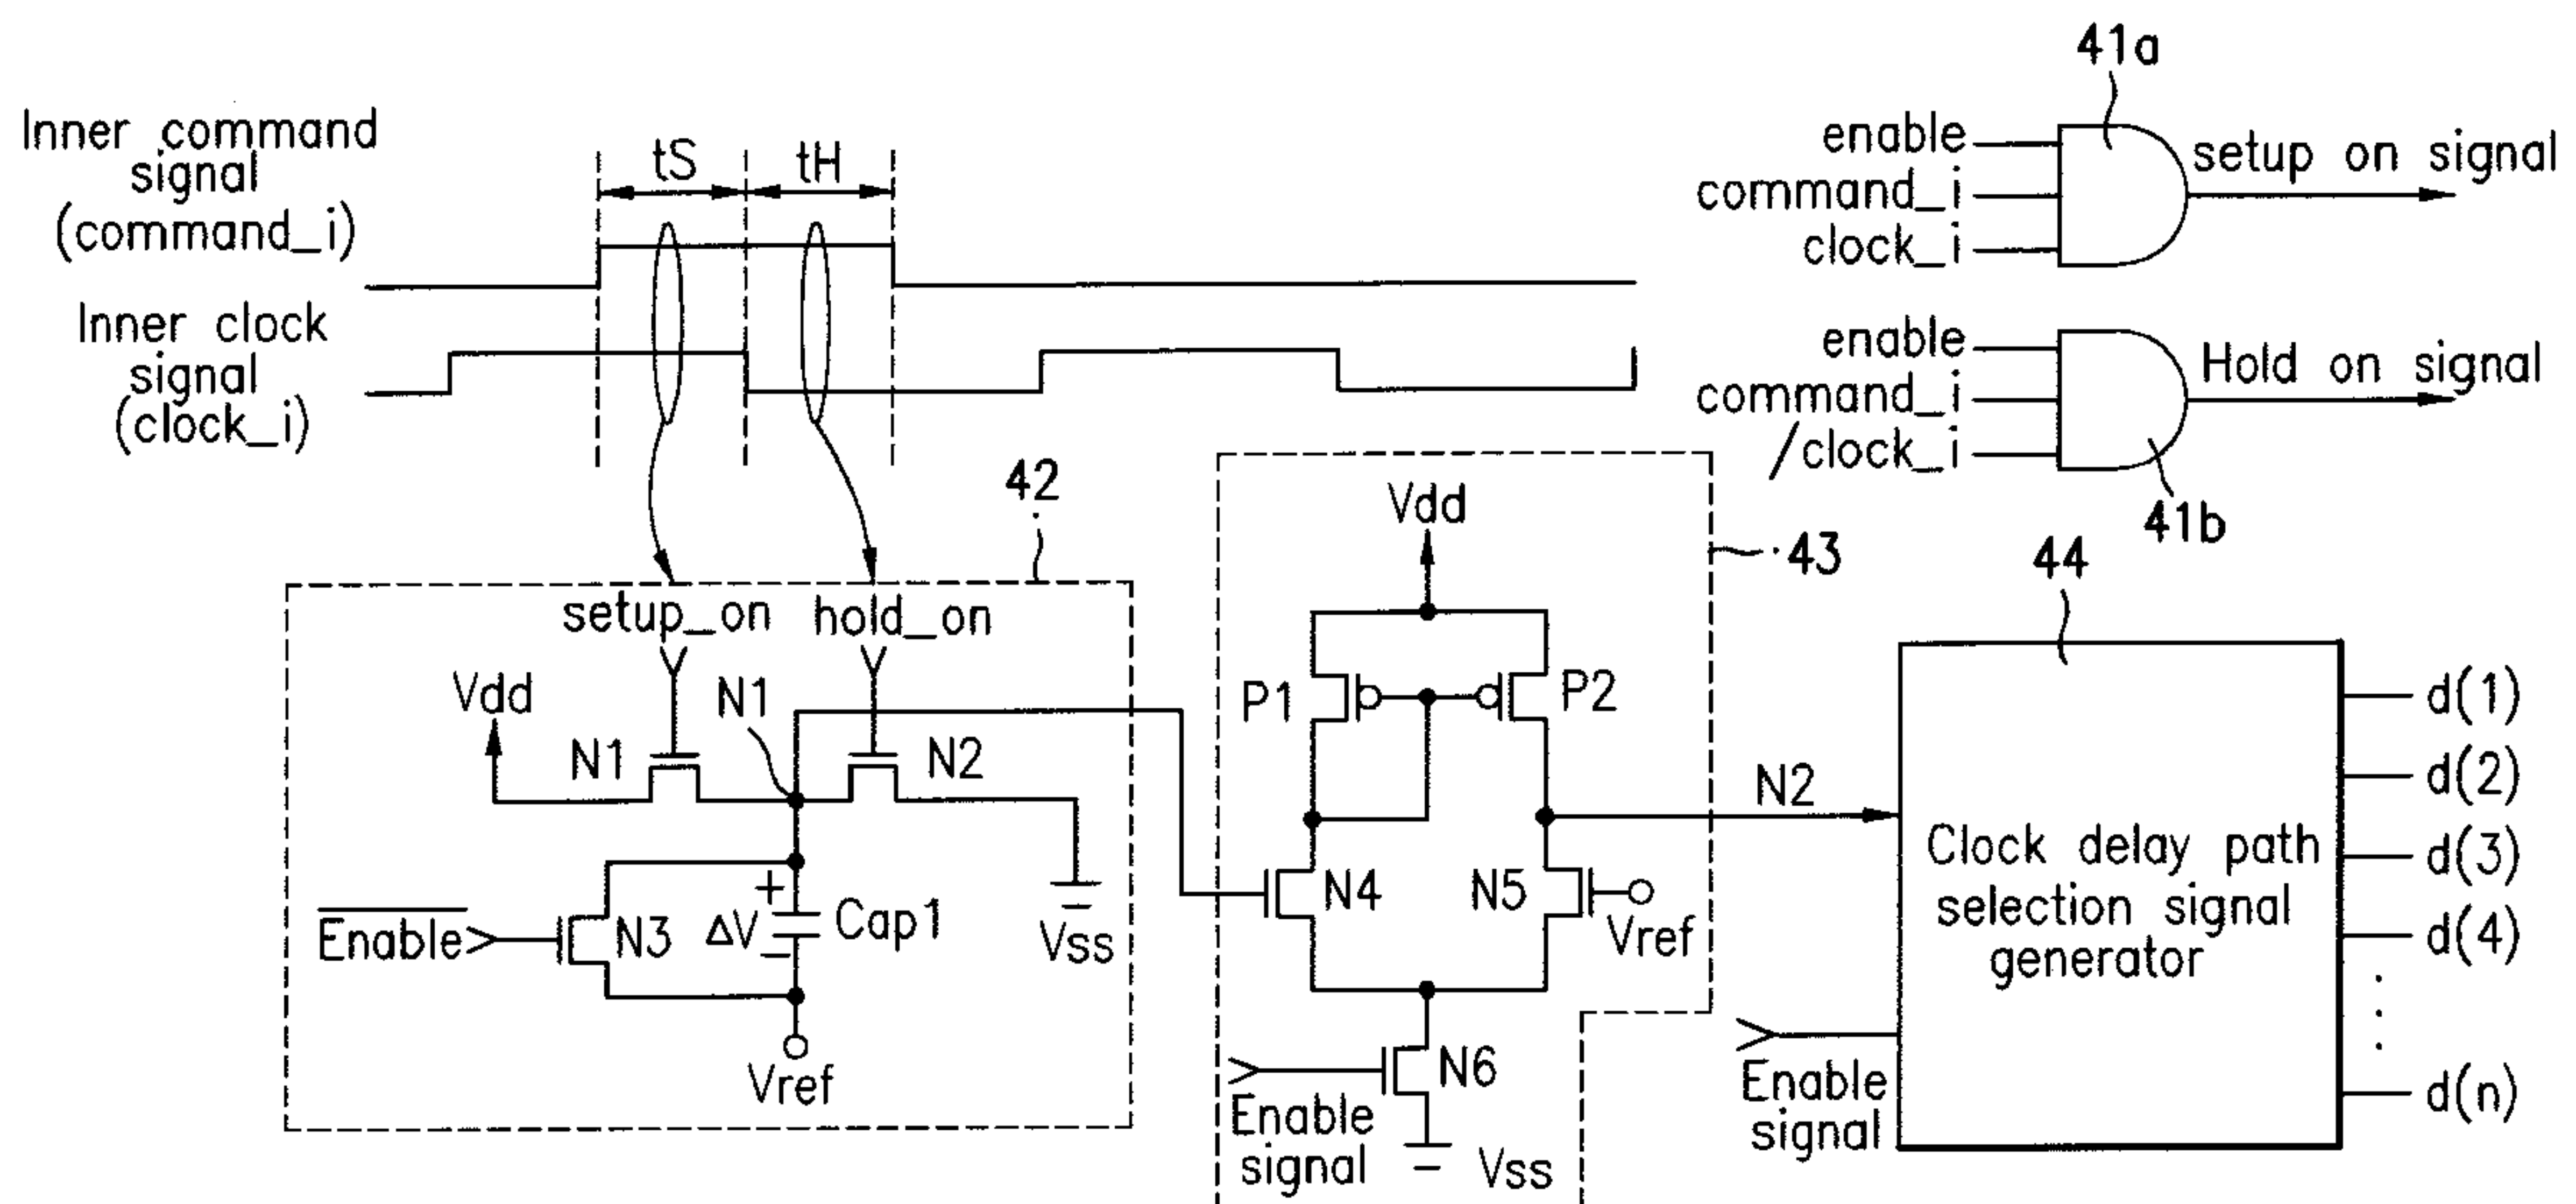 Inner command
signal
(command_i)
tS
tH
Inner clock
signal
(clock_i)
41a
enable
command_i
clock_i
setup on signal
enable
command_i
/clock_i
Hold on signal
41b
42
setup_on
hold_on
Vdd
N1
N1
N2
Enable
N3
ΔV
+
−
Cap1
Vss
Vref
43
Vdd
P1
P2
N4
N5
Vref
N2
N6
Enable
signal
Vss
44
Clock delay path
selection signal
generator
Enable
signal
d(1)
d(2)
d(3)
d(4)
d(n)